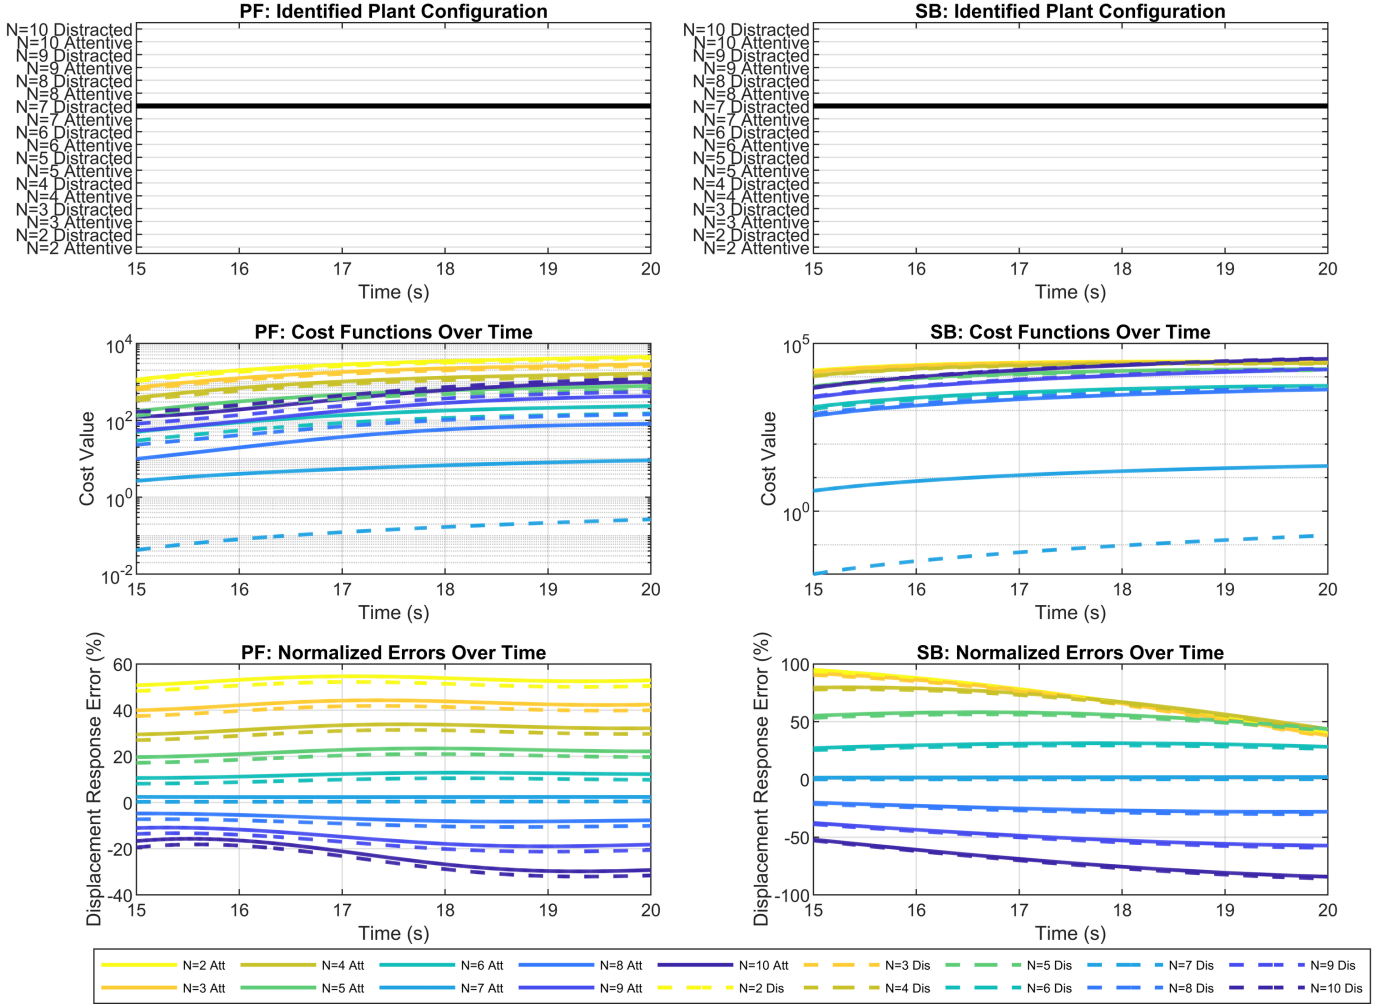 PF: Identified Plant Configuration
N=10 Distracted
N=10 Attentive
N=9 Distracted
N=9 Attentive
N=8 Distracted
N=8 Attentive
N=7 Distracted
N=7 Attentive
N=6 Distracted
N=6 Attentive
N=5 Distracted
N=5 Attentive
N=4 Distracted
N=4 Attentive
N=3 Distracted
N=3 Attentive
N=2 Distracted
N=2 Attentive
15 16 17 18 19 20
Time (s)
SB: Identified Plant Configuration
N=10 Distracted
N=10 Attentive
N=9 Distracted
N=9 Attentive
N=8 Distracted
N=8 Attentive
N=7 Distracted
N=7 Attentive
N=6 Distracted
N=6 Attentive
N=5 Distracted
N=5 Attentive
N=4 Distracted
N=4 Attentive
N=3 Distracted
N=3 Attentive
N=2 Distracted
N=2 Attentive
15 16 17 18 19 20
Time (s)
PF: Cost Functions Over Time
Cost Value
10^4
10^2
10^0
10^-2
15 16 17 18 19 20
Time (s)
SB: Cost Functions Over Time
Cost Value
10^5
10^0
15 16 17 18 19 20
Time (s)
PF: Normalized Errors Over Time
Displacement Response Error (%)
60
40
20
0
-20
-40
15 16 17 18 19 20
Time (s)
SB: Normalized Errors Over Time
Displacement Response Error (%)
100
50
0
-50
-100
15 16 17 18 19 20
Time (s)
N=2 Att N=4 Att N=6 Att N=8 Att N=10 Att N=3 Dis N=5 Dis N=7 Dis N=9 Dis
N=3 Att N=5 Att N=7 Att N=9 Att N=2 Dis N=4 Dis N=6 Dis N=8 Dis N=10 Dis